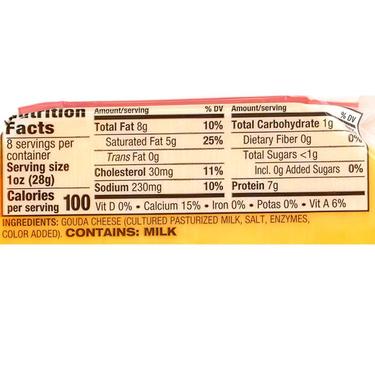 Nutrition
Facts
8 servings per
container
Serving size
1oz (28g)
Calories
per serving 100
Amount/serving % DV
Total Fat 8g 10%
Saturated Fat 5g 25%
Trans Fat 0g
Cholesterol 30mg 11%
Sodium 230mg 10%
Amount/serving % DV
Total Carbohydrate 1g
Dietary Fiber 0g 0%
Total Sugars <1g
Incl. 0g Added Sugars 0%
Protein 7g
Vit D 0% • Calcium 15% • Iron 0% • Potas 0% • Vit A 6%
INGREDIENTS: GOUDA CHEESE (CULTURED PASTURIZED MILK, SALT, ENZYMES,
COLOR ADDED). CONTAINS: MILK